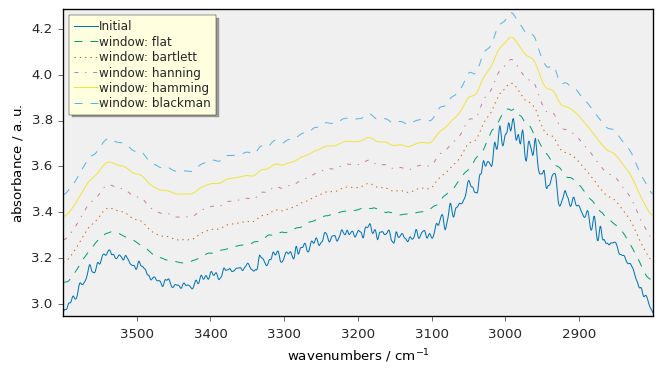 Initial
window: flat
window: bartlett
window: hanning
window: hamming
window: blackman
4.2
4.0
3.8
3.6
3.4
3.2
3.0
absorbance / a. u.
3500 3400 3300 3200 3100 3000 2900
wavenumbers / cm⁻¹